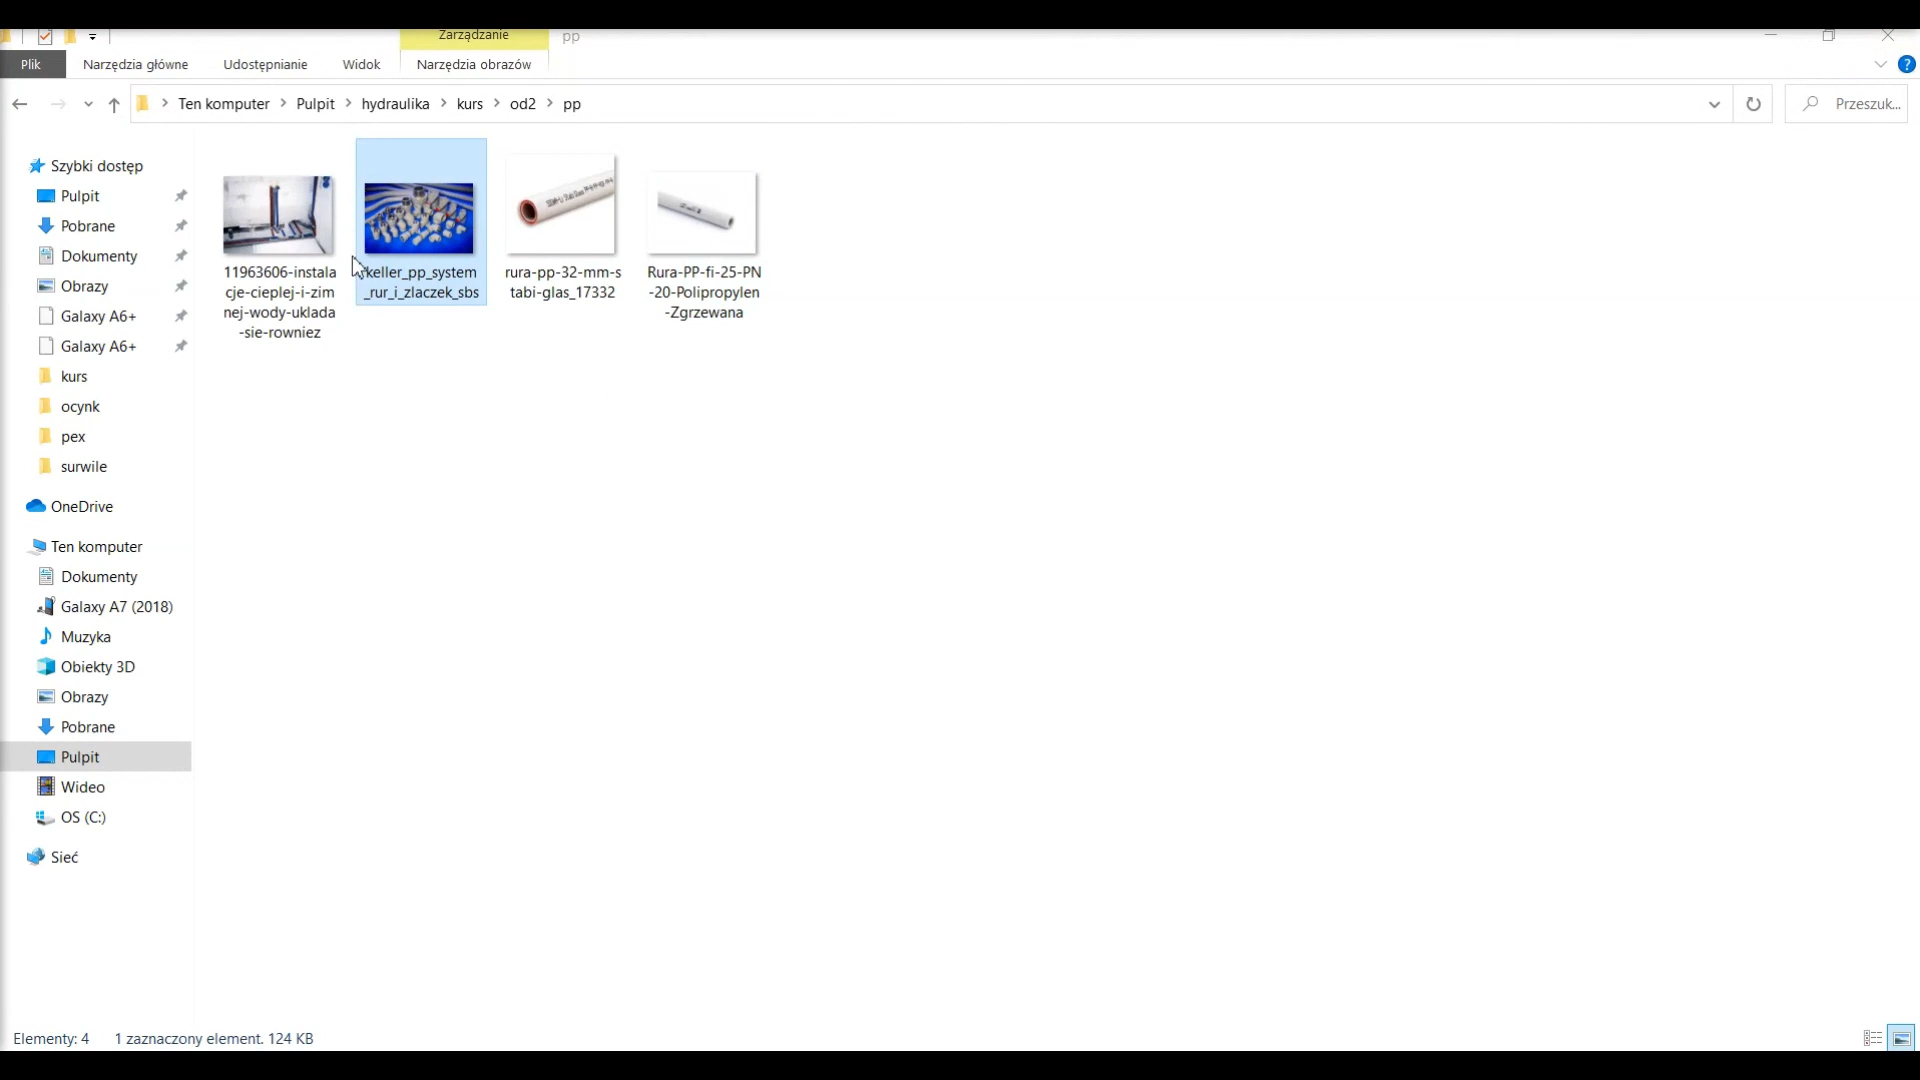 Zarządzanie
pp
Plik
Narzędzia główne
Udostępnianie
Widok
Narzędzia obrazów
?
Ten komputer
Pulpit
hydraulika
kurs
od2
pp
Przeszuk...
Szybki dostęp
Pulpit
Pobrane
Dokumenty
Obrazy
Galaxy A6+
Galaxy A6+
kurs
ocynk
pex
surwile
OneDrive
Ten komputer
Dokumenty
Galaxy A7 (2018)
Muzyka
Obiekty 3D
Obrazy
Pobrane
Pulpit
Wideo
OS (C:)
Sieć
11963606-instala
cje-cieplej-i-zim
nej-wody-uklada
-sie-rowniez
keller_pp_system
_rur_i_zlaczek_sbs
rura-pp-32-mm-s
tabi-glas_17332
Rura-PP-fi-25-PN
-20-Polipropylen
-Zgrzewana
Elementy: 4
1 zaznaczony element. 124 KB